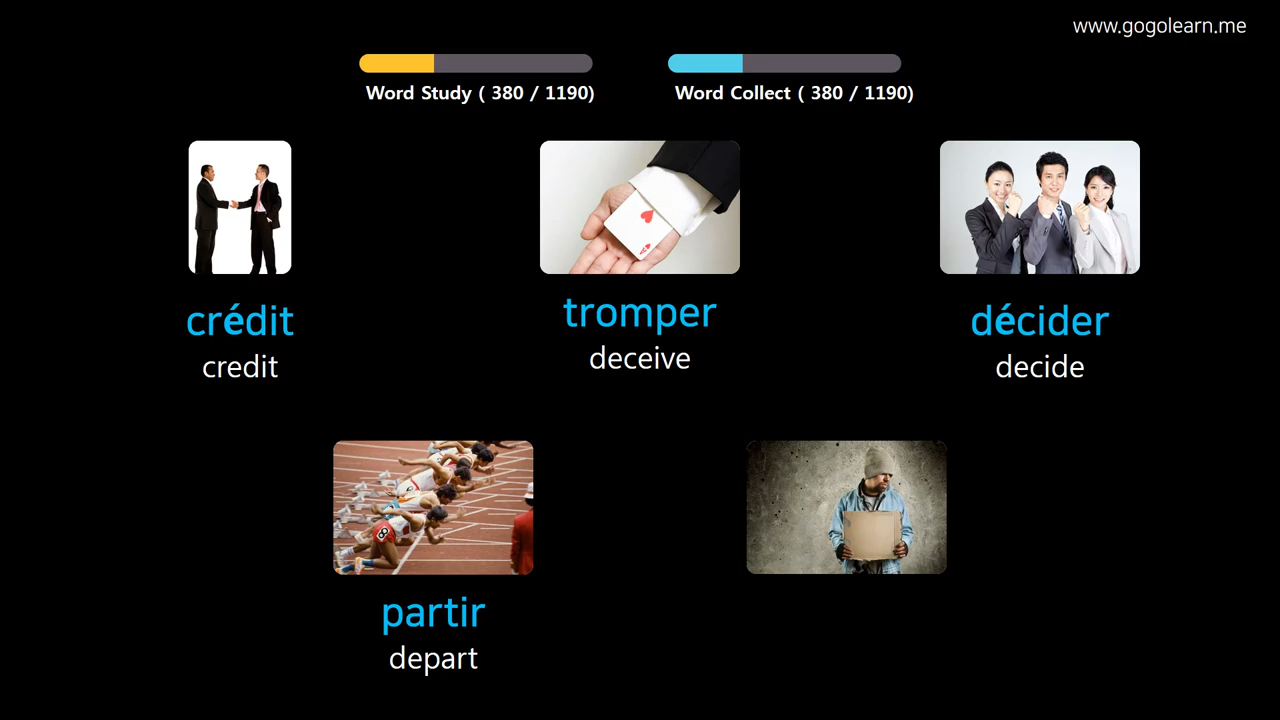 www.gogolearn.me
Word Study ( 380 / 1190)
Word Collect ( 380 / 1190)
crédit
credit
tromper
deceive
décider
decide
partir
depart